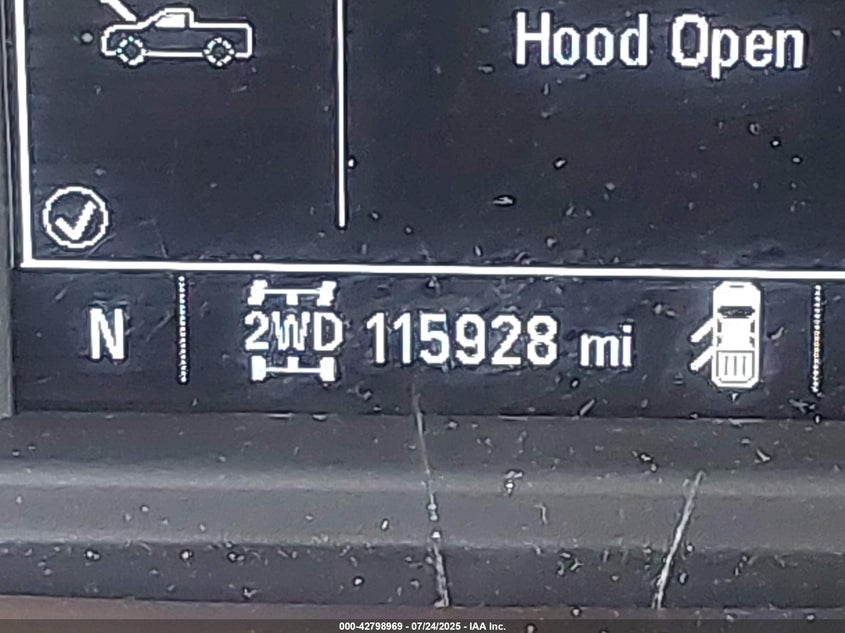 Hood Open
N 2WD 115928 mi
000-42798969 - 07/24/2025 - IAA Inc.